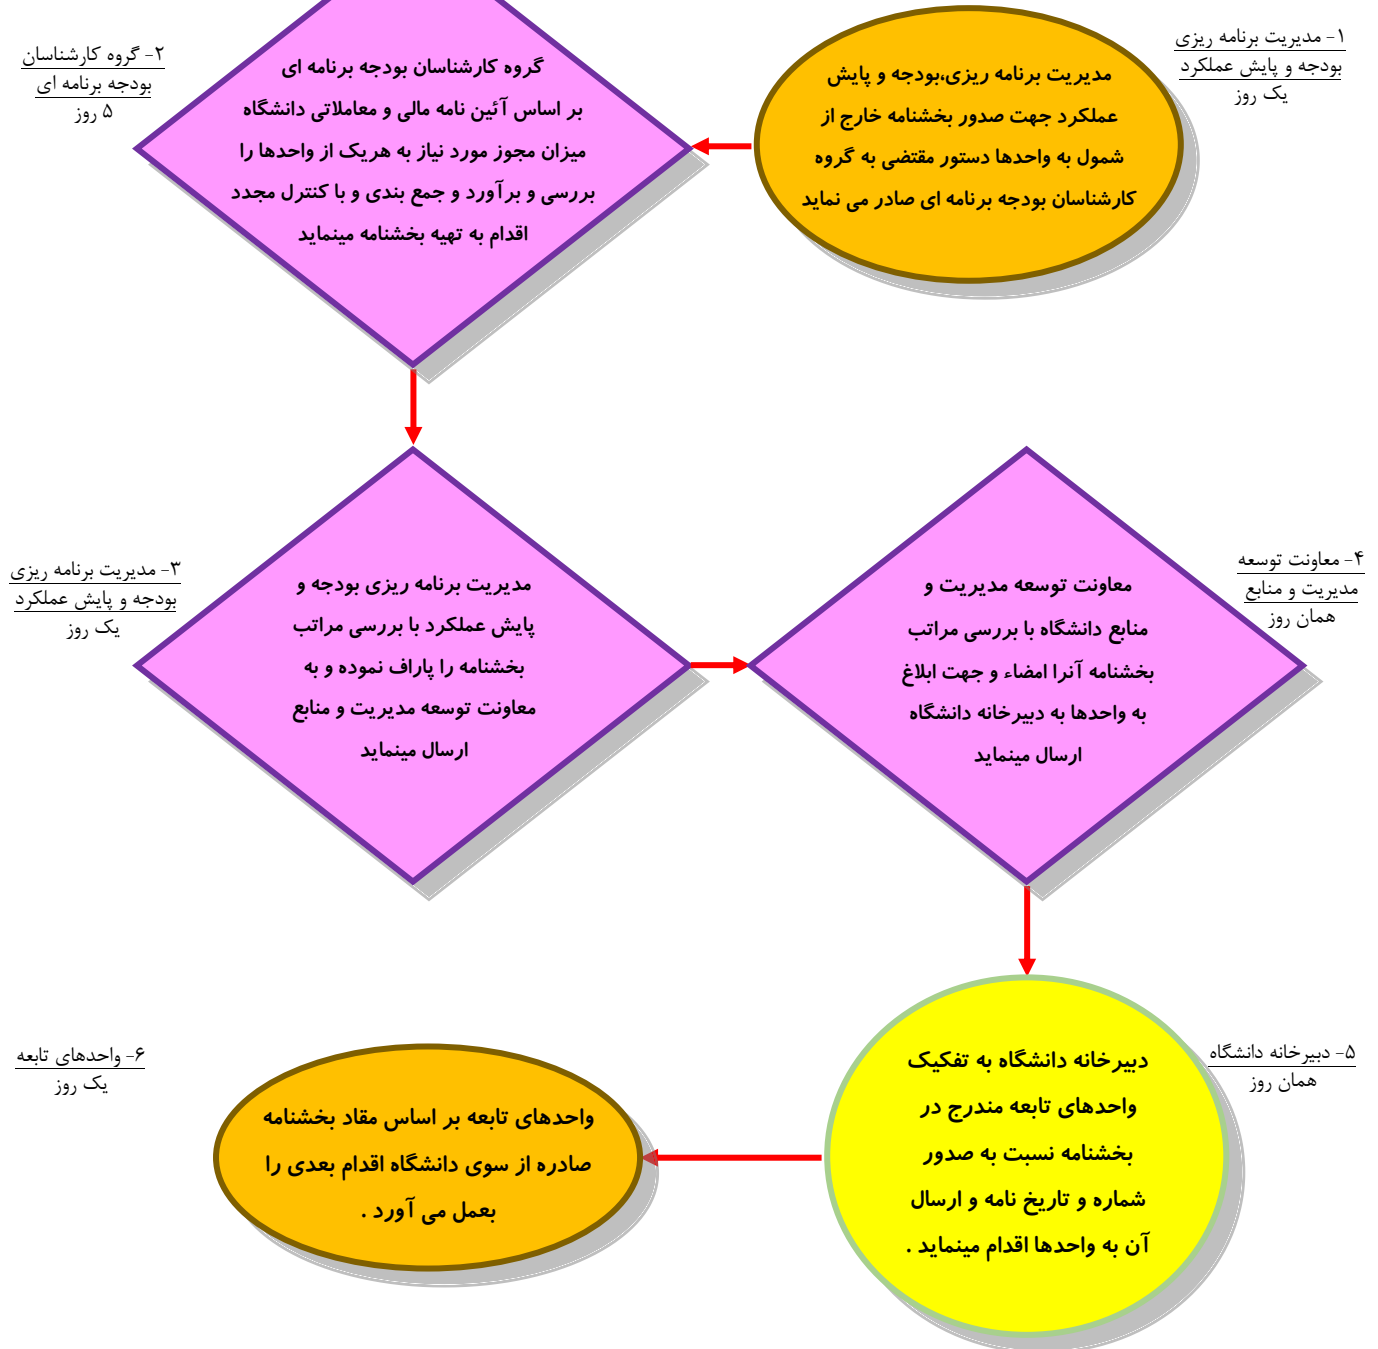 ۱- مدیریت برنامه ریزی
بودجه و پایش عملکرد
یک روز
مدیریت برنامه ریزی،بودجه و پایش
عملکرد جهت صدور بخشنامه خارج از
شمول به واحدها دستور مقتضی به گروه
کارشناسان بودجه برنامه ای صادر می نماید
۲- گروه کارشناسان
بودجه برنامه ای
۵ روز
گروه کارشناسان بودجه برنامه ای
بر اساس آئین نامه مالی و معاملاتی دانشگاه
میزان مجوز مورد نیاز به هریک از واحدها را
بررسی و برآورد و جمع بندی و با کنترل مجدد
اقدام به تهیه بخشنامه مینماید
۳- مدیریت برنامه ریزی
بودجه و پایش عملکرد
یک روز
مدیریت برنامه ریزی بودجه و
پایش عملکرد با بررسی مراتب
بخشنامه را پاراف نموده و به
معاونت توسعه مدیریت و منابع
ارسال مینماید
۴- معاونت توسعه
مدیریت و منابع
همان روز
معاونت توسعه مدیریت و
منابع دانشگاه با بررسی مراتب
بخشنامه آنرا امضاء و جهت ابلاغ
به واحدها به دبیرخانه دانشگاه
ارسال مینماید
۵- دبیرخانه دانشگاه
همان روز
دبیرخانه دانشگاه به تفکیک
واحدهای تابعه مندرج در
بخشنامه نسبت به صدور
شماره و تاریخ نامه و ارسال
آن به واحدها اقدام مینماید .
۶- واحدهای تابعه
یک روز
واحدهای تابعه بر اساس مقاد بخشنامه
صادره از سوی دانشگاه اقدام بعدی را
بعمل می آورد .